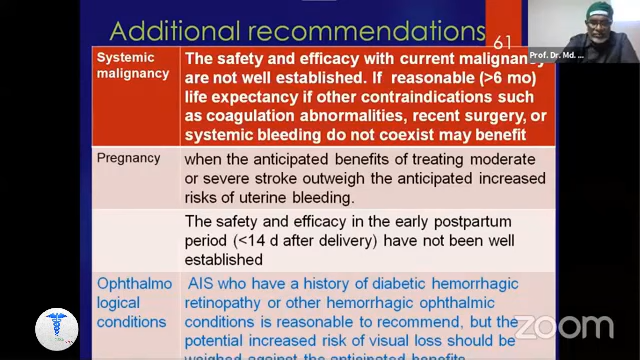 Additional recommendations
61
Prof. Dr. Md. ...
Systemic
malignancy
The safety and efficacy with current malignancy
are not well established. If reasonable (>6 mo)
life expectancy if other contraindications such
as coagulation abnormalities, recent surgery, or
systemic bleeding do not coexist may benefit
Pregnancy
when the anticipated benefits of treating moderate
or severe stroke outweigh the anticipated increased
risks of uterine bleeding.
The safety and efficacy in the early postpartum
period (<14 d after delivery) have not been well
established
Ophthalmo
logical
conditions
AIS who have a history of diabetic hemorrhagic
retinopathy or other hemorrhagic ophthalmic
conditions is reasonable to recommend, but the
potential increased risk of visual loss should be
weighed against the anticipated benefits
zoom